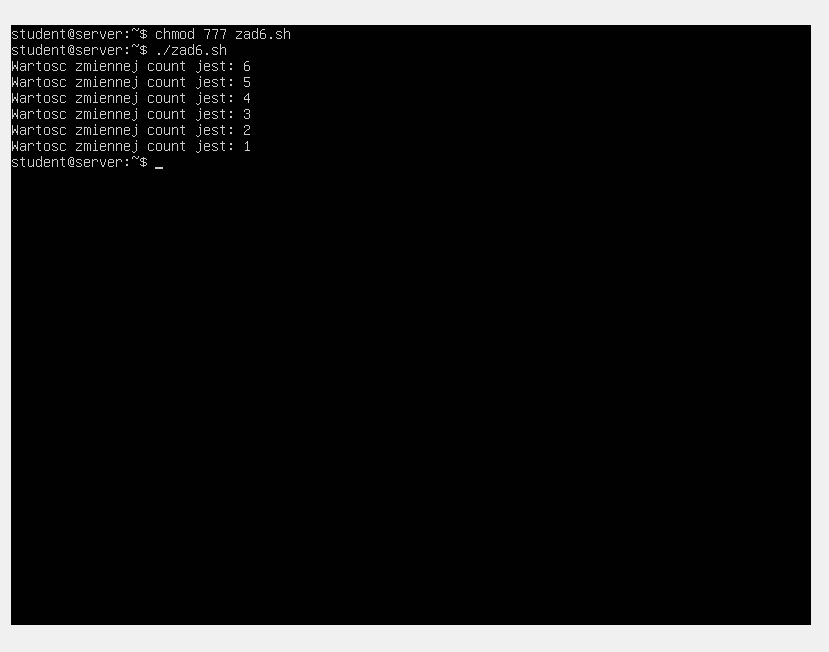 student@server:~$ chmod 777 zad6.sh
student@server:~$ ./zad6.sh
Wartosc zmiennej count jest: 6
Wartosc zmiennej count jest: 5
Wartosc zmiennej count jest: 4
Wartosc zmiennej count jest: 3
Wartosc zmiennej count jest: 2
Wartosc zmiennej count jest: 1
student@server:~$ _